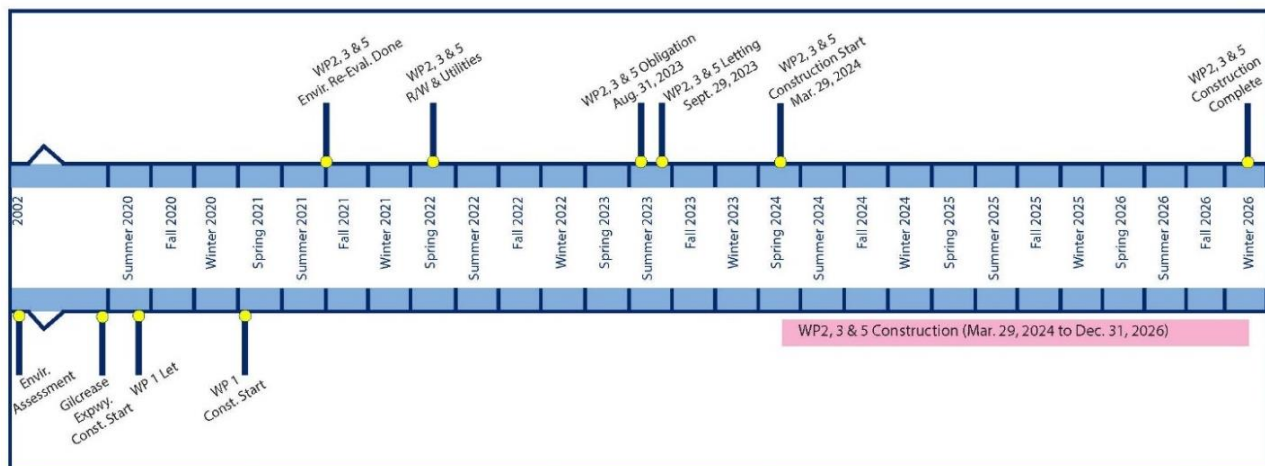 WP2, 3 & 5
Envir. Re-Eval. Done
WP2, 3 & 5
R/W & Utilities
WP2, 3 & 5 Obligation
Aug. 31, 2023
WP2, 3 & 5 Letting
Sept. 29, 2023
WP2, 3 & 5
Construction Start
Mar. 29, 2024
WP2, 3 & 5
Construction
Complete
2002
Summer 2020
Fall 2020
Winter 2020
Spring 2021
Summer 2021
Fall 2021
Winter 2021
Spring 2022
Summer 2022
Fall 2022
Winter 2022
Spring 2023
Summer 2023
Fall 2023
Winter 2023
Spring 2024
Summer 2024
Fall 2024
Winter 2024
Spring 2025
Summer 2025
Fall 2025
Winter 2025
Spring 2026
Summer 2026
Fall 2026
Winter 2026
WP2, 3 & 5 Construction (Mar. 29, 2024 to Dec. 31, 2026)
Envir.
Assessment
Gilcrease
Expwy.
Const. Start
WP 1 Let
WP 1
Const. Start